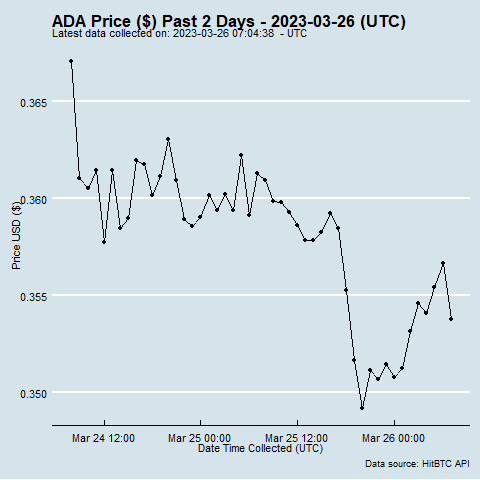 ADA Price ($) Past 2 Days - 2023-03-26 (UTC)
Latest data collected on: 2023-03-26 07:04:38  - UTC
0.365
0.360
0.355
0.350
Price USD ($)
Mar 24 12:00 Mar 25 00:00 Mar 25 12:00 Mar 26 00:00
Date Time Collected (UTC)
Data source: HitBTC API